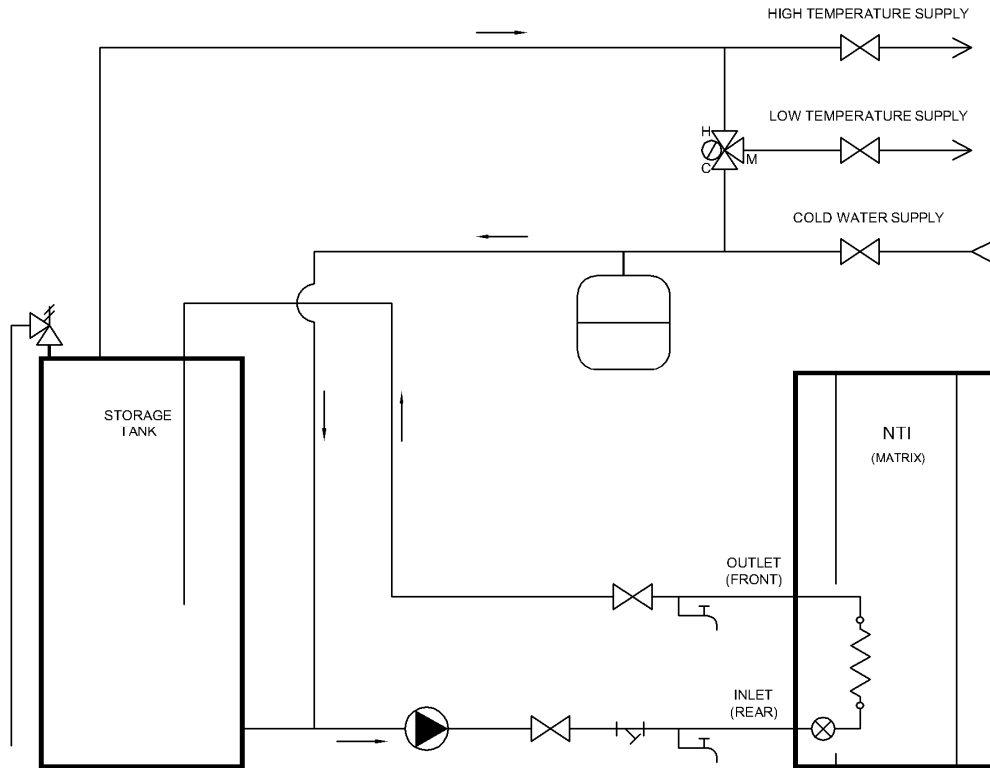 HIGH TEMPERATURE SUPPLY
LOW TEMPERATURE SUPPLY
H
M
C
COLD WATER SUPPLY
STORAGE
TANK
NTI
(MATRIX)
OUTLET
(FRONT)
INLET
(REAR)